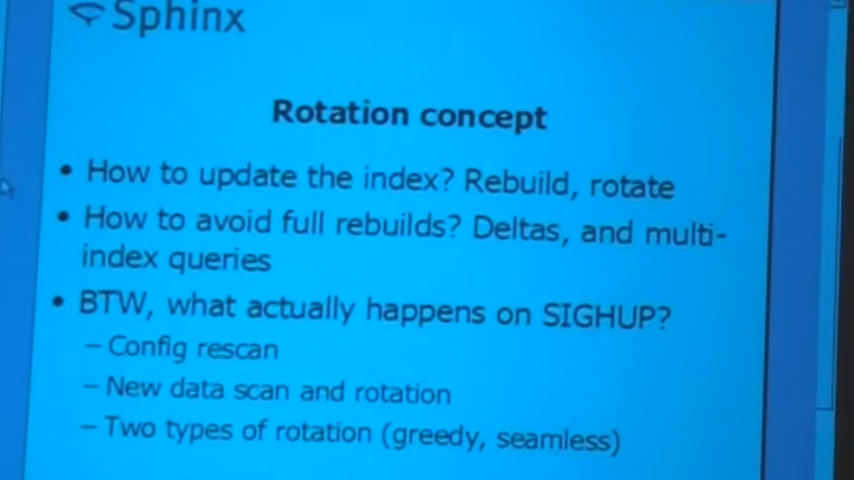 Sphinx
Rotation concept
• How to update the index? Rebuild, rotate
• How to avoid full rebuilds? Deltas, and multi-
index queries
• BTW, what actually happens on SIGHUP?
– Config rescan
– New data scan and rotation
– Two types of rotation (greedy, seamless)